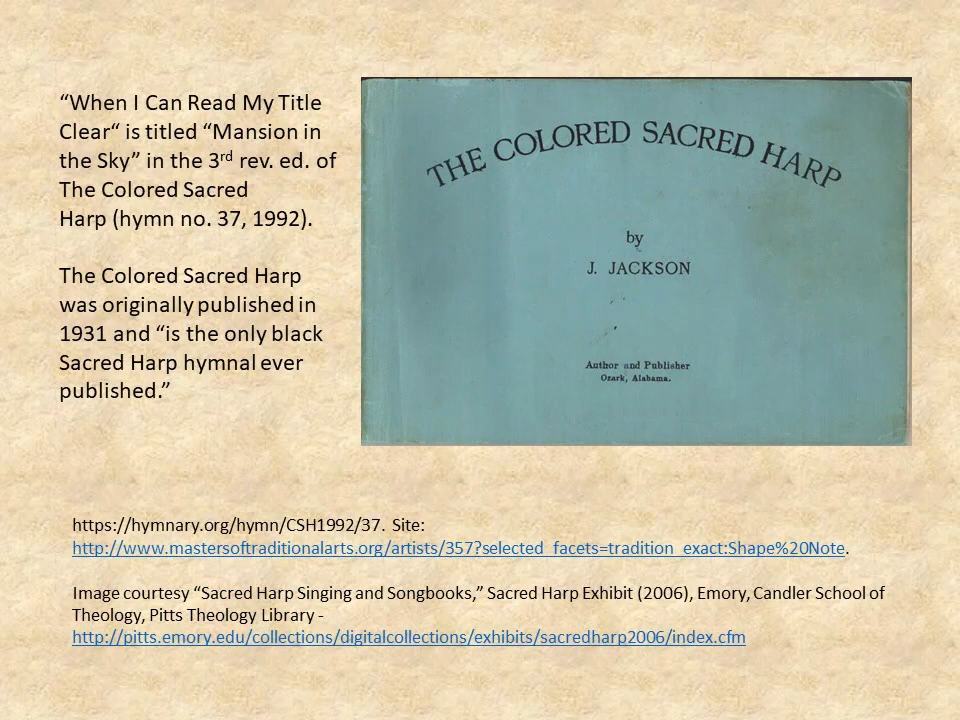 “When I Can Read My Title
Clear“ is titled “Mansion in
the Sky” in the 3rd rev. ed. of
The Colored Sacred
Harp (hymn no. 37, 1992).
The Colored Sacred Harp
was originally published in
1931 and “is the only black
Sacred Harp hymnal ever
published.”
THE COLORED SACRED HARP
by
J. JACKSON
Author and Publisher
Ozark, Alabama.
https://hymnary.org/hymn/CSH1992/37. Site:
http://www.mastersoftraditionalarts.org/artists/357?selected_facets=tradition_exact:Shape%20Note.
Image courtesy “Sacred Harp Singing and Songbooks,” Sacred Harp Exhibit (2006), Emory, Candler School of
Theology, Pitts Theology Library -
http://pitts.emory.edu/collections/digitalcollections/exhibits/sacredharp2006/index.cfm